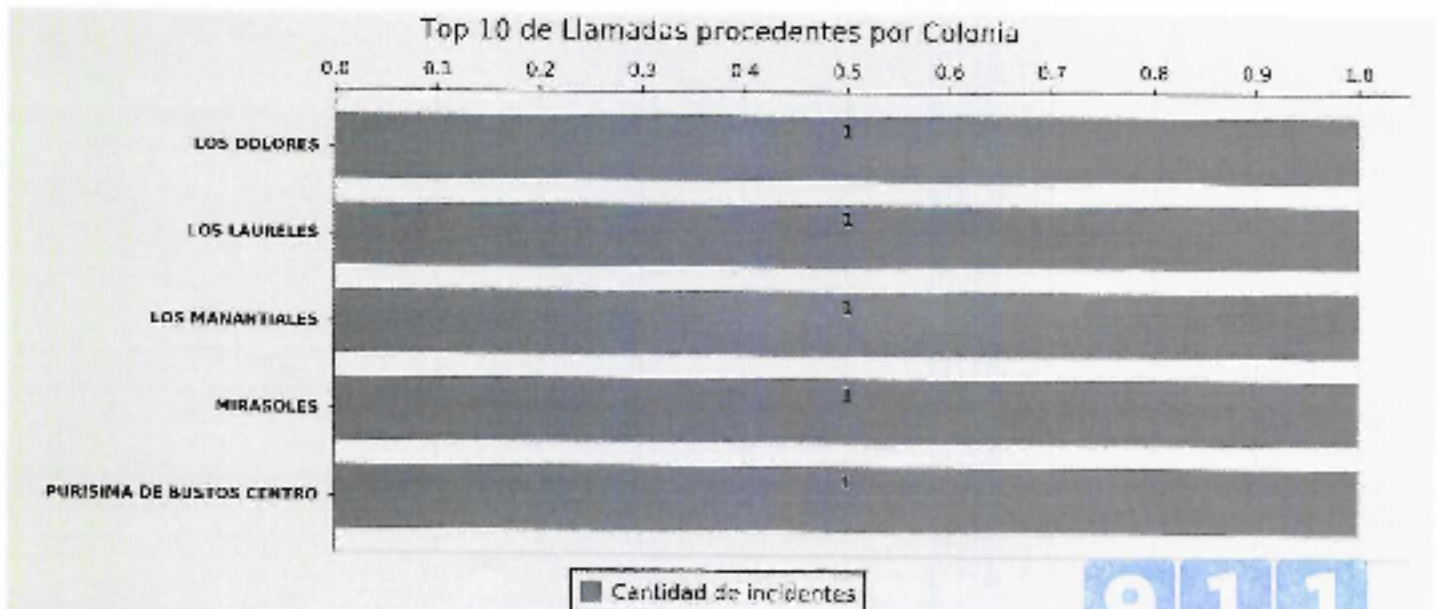 Top 10 de Llamadas procedentes por Colonia
0.0 0.1 0.2 0.3 0.4 0.5 0.6 0.7 0.8 0.9 1.0
LOS DOLORES 1
LOS LAURELES 1
LOS MANANTIALES 1
MIRASOLES 1
PURISIMA DE BUSTOS CENTRO 1
Cantidad de incidentes
911